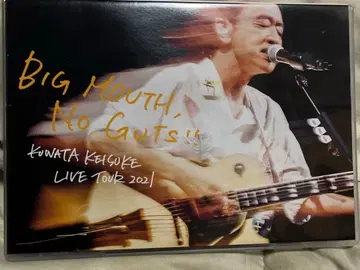 BIG MOUTH,
NO GUTS!!
KUWATA KEISUKE
LIVE TOUR 2021